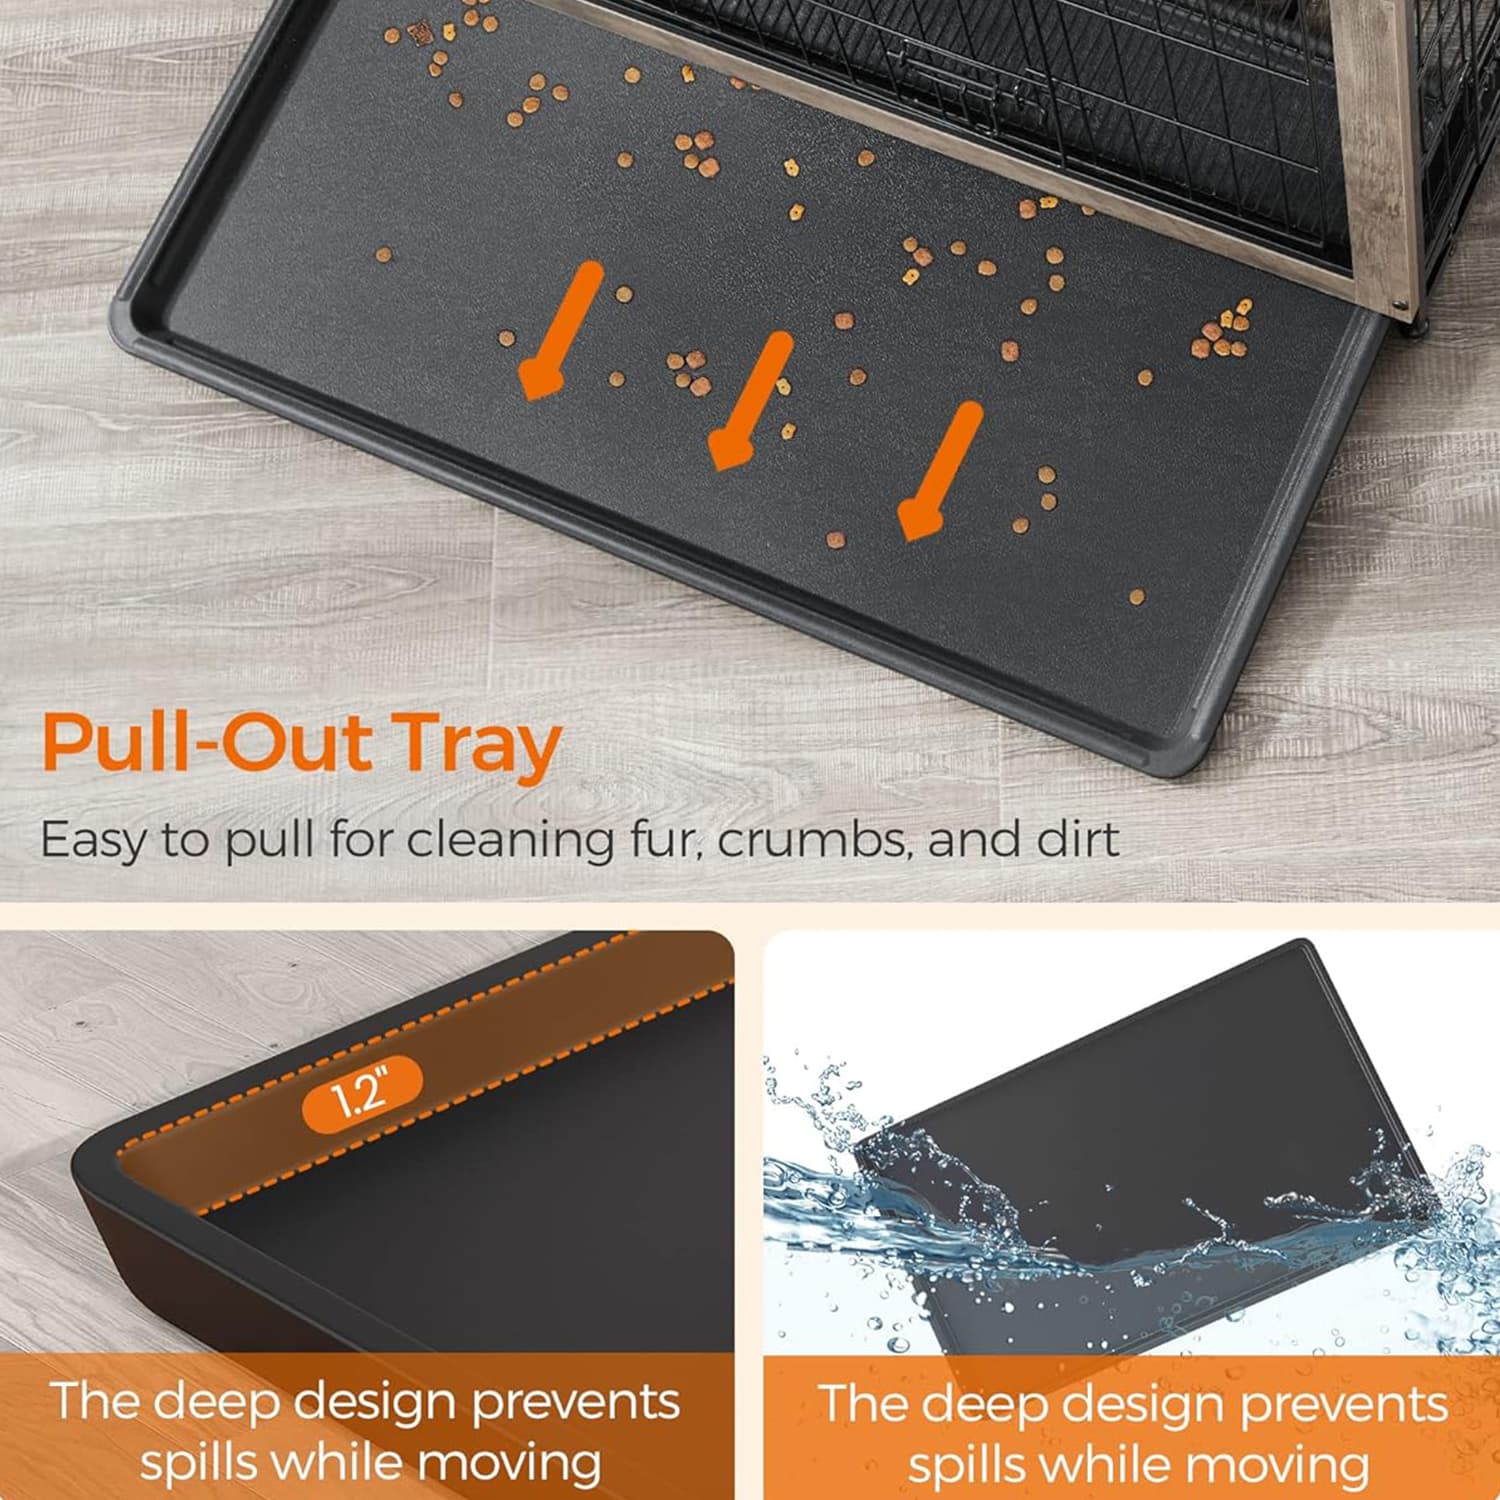 Pull-Out Tray
Easy to pull for cleaning fur, crumbs, and dirt
1.2"
The deep design prevents
spills while moving
The deep design prevents
spills while moving